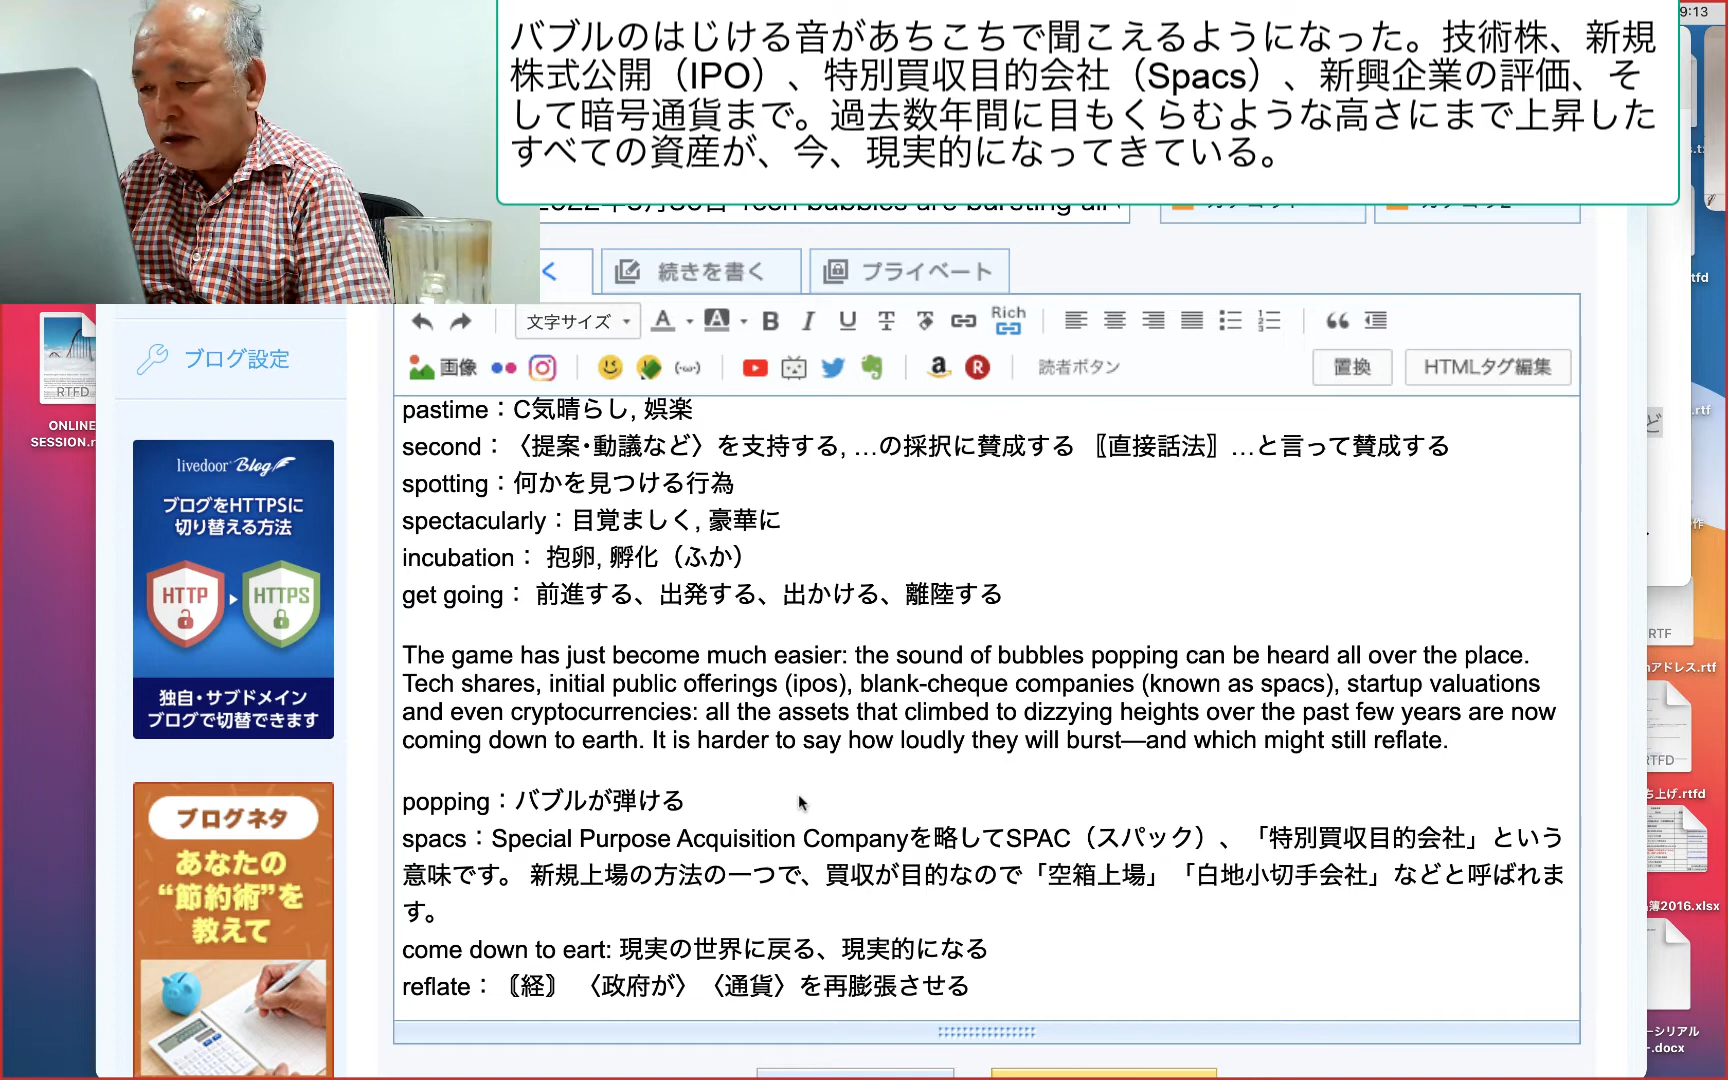 バブルのはじける音があちこちで聞こえるようになった。技術株、新規
株式公開（IPO）、特別買収目的会社（Spacs）、新興企業の評価、そ
して暗号通貨まで。過去数年間に目もくらむような高さにまで上昇した
すべての資産が、今、現実的になってきている。
9:13
続きを書く
プライベート
文字サイズ
Rich
画像
読者ボタン
置換
HTMLタグ編集
ブログ設定
RTFD
ONLINE
SESSION.r
livedoor Blog
ブログをHTTPSに
切り替える方法
HTTP
HTTPS
独自・サブドメイン
ブログで切替できます
ブログネタ
あなたの
“節約術”を
教えて
pastime：C気晴らし, 娯楽
second：〈提案･動議など〉を支持する, …の採択に賛成する 〖直接話法〗…と言って賛成する
spotting：何かを見つける行為
spectacularly：目覚ましく, 豪華に
incubation： 抱卵, 孵化（ふか）
get going： 前進する、出発する、出かける、離陸する
The game has just become much easier: the sound of bubbles popping can be heard all over the place.
Tech shares, initial public offerings (ipos), blank-cheque companies (known as spacs), startup valuations
and even cryptocurrencies: all the assets that climbed to dizzying heights over the past few years are now
coming down to earth. It is harder to say how loudly they will burst—and which might still reflate.
popping：バブルが弾ける
spacs：Special Purpose Acquisition Companyを略してSPAC（スパック）、「特別買収目的会社」という
意味です。 新規上場の方法の一つで、買収が目的なので「空箱上場」「白地小切手会社」などと呼ばれま
す。
come down to eart: 現実の世界に戻る、現実的になる
reflate：〘経〙〈政府が〉〈通貨〉を再膨張させる
tfd
.rtf
RTF
アドレス.rtf
RTFD
ち上げ.rtfd
簿2016.xlsx
ーシリアル
-.docx